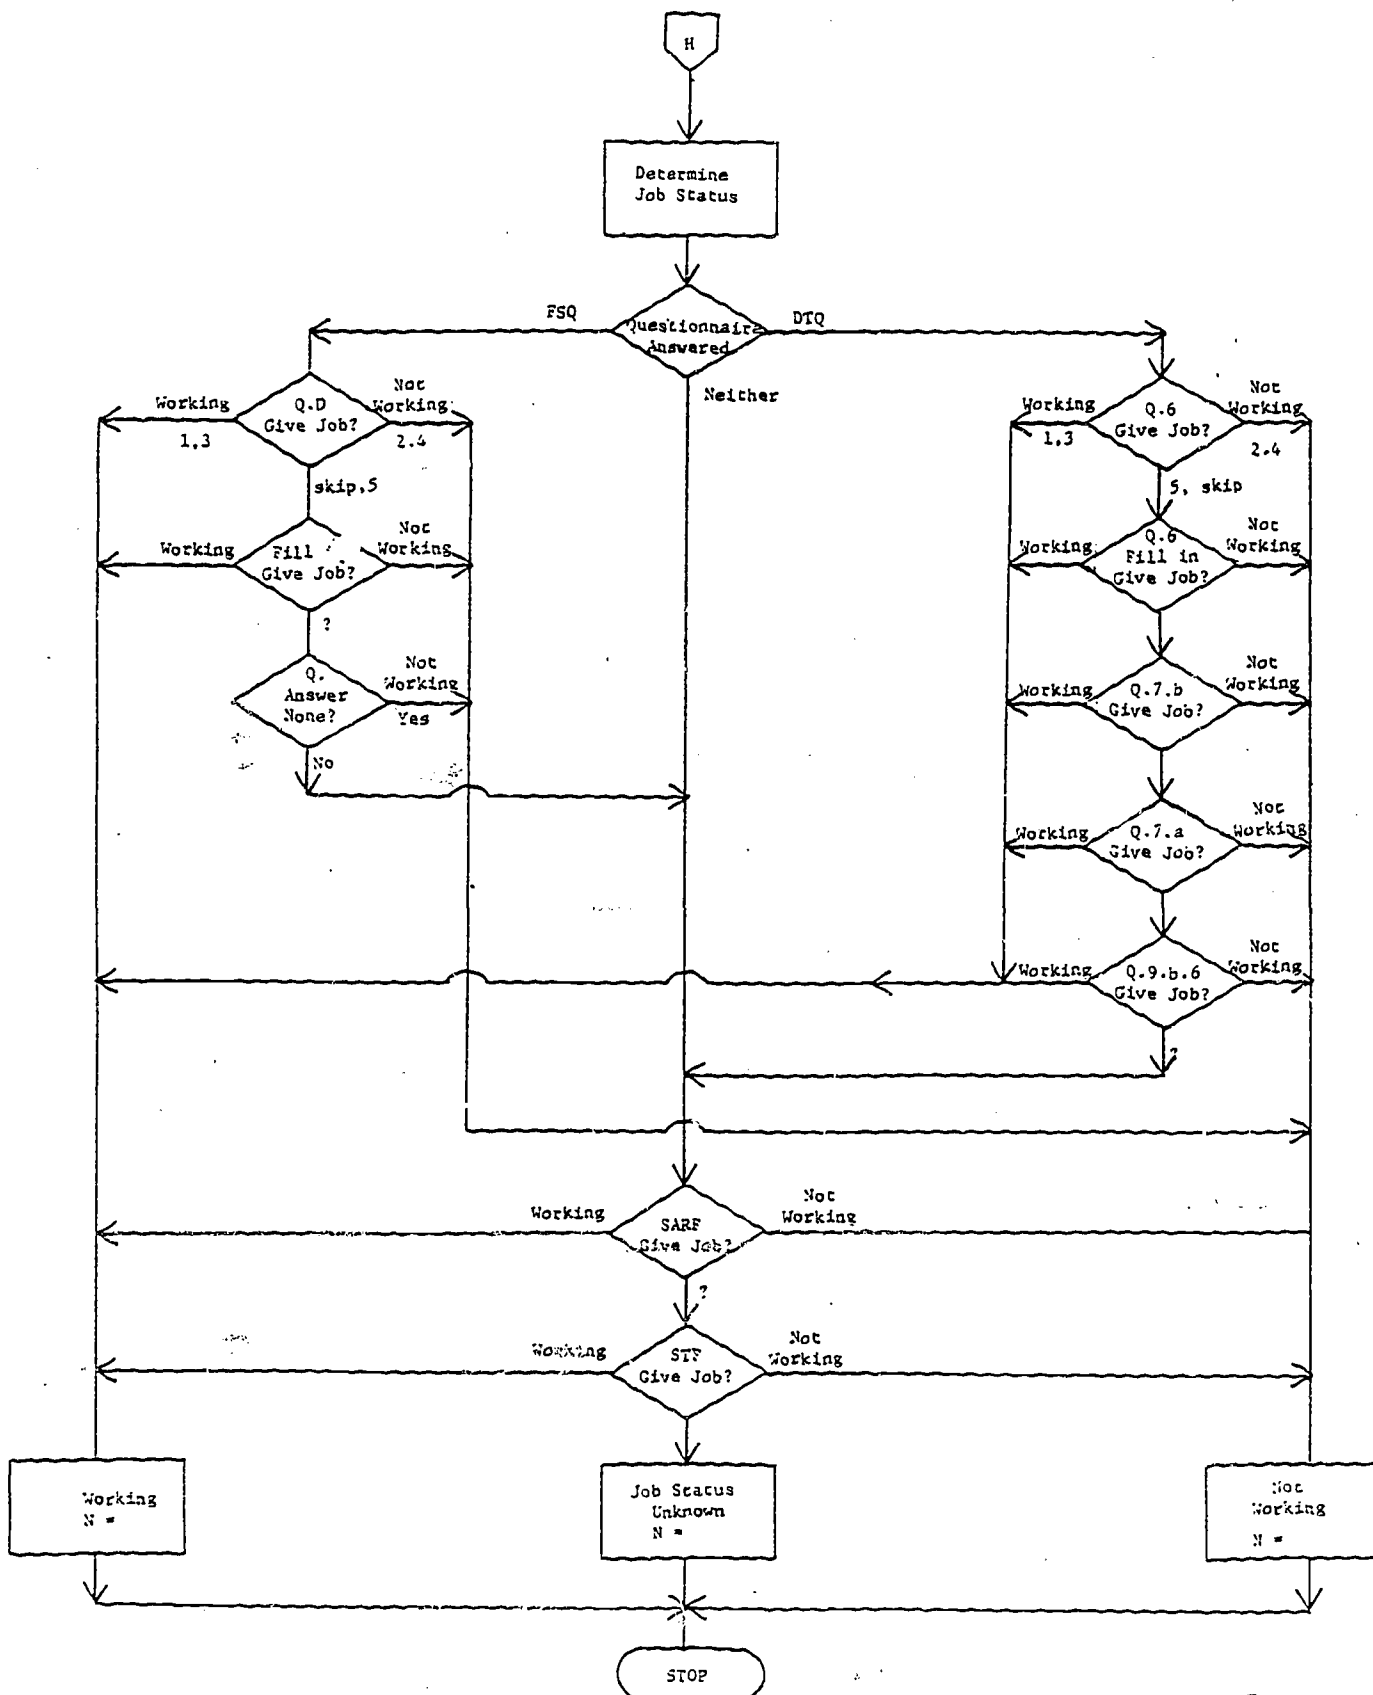 H
Determine
Job Status
FSQ
Questionnaire
Answered
DTQ
Neither
Working
1,3
Q.D
Give Job?
Not
Working
2.4
skip,5
Working
Fill
Give Job?
Not
Working
?
Q.
Answer
None?
Not
Working
Yes
No
Working
1,3
Q.6
Give Job?
Not
Working
2.4
5, skip
Working
Q.6
Fill in
Give Job?
Not
Working
Working
Q.7.b
Give Job?
Not
Working
Working
Q.7.a
Give Job?
Not
Working
Working
Q.9.b.6
Give Job?
Not
Working
?
Working
Give Job?
Not
Working
?
Working
Give Job?
Not
Working
Working
N =
Job Status
Unknown
N =
Not
Working
N =
STOP